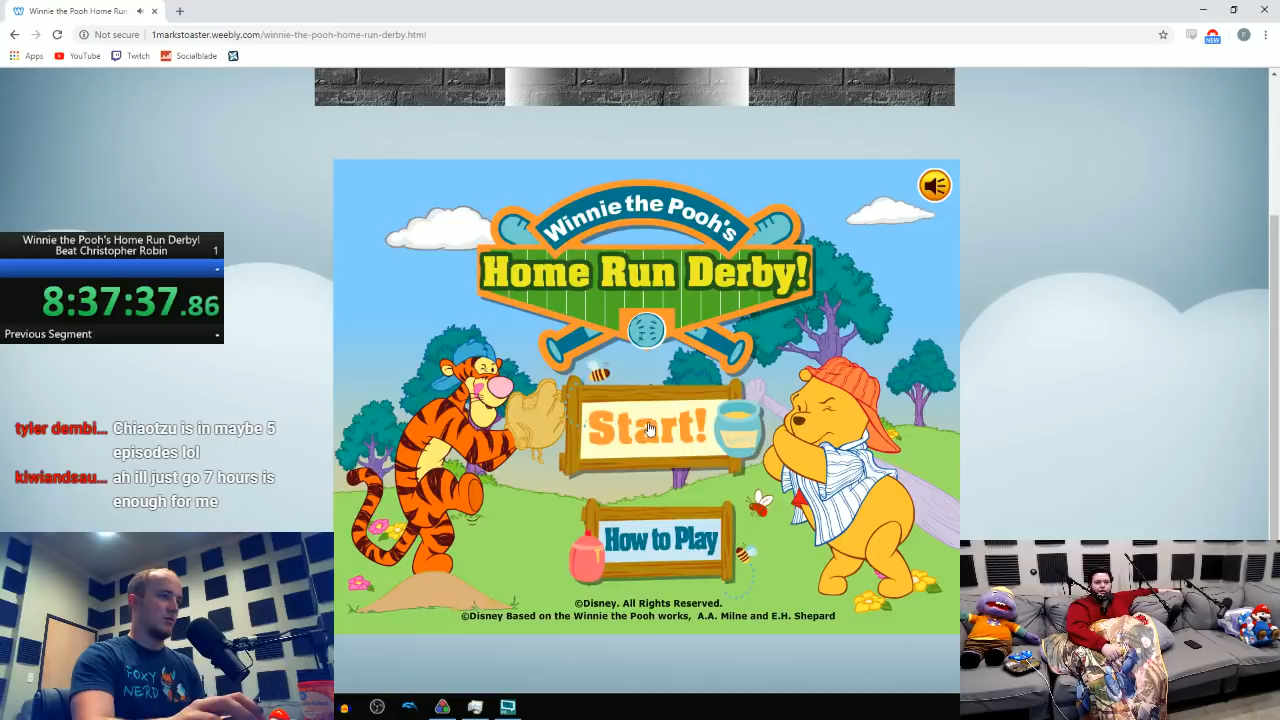 Winnie the Pooh Home Run
Not secure
1markstoaster.weebly.com/winnie-the-pooh-home-run-derby.html
NEW
F
Apps
YouTube
Twitch
Socialblade
Winnie the Pooh's Home Run Derby!
Beat Christopher Robin
1
-
8:37:37.86
Previous Segment
-
tyler dembi... Chiaotzu is in maybe 5
episodes lol
kiwiandsau... ah ill just go 7 hours is
enough for me
Winnie the Pooh's
Home Run Derby!
Start!
How to Play
©Disney. All Rights Reserved.
©Disney Based on the Winnie the Pooh works, A.A. Milne and E.H. Shepard
FOXY
NERD